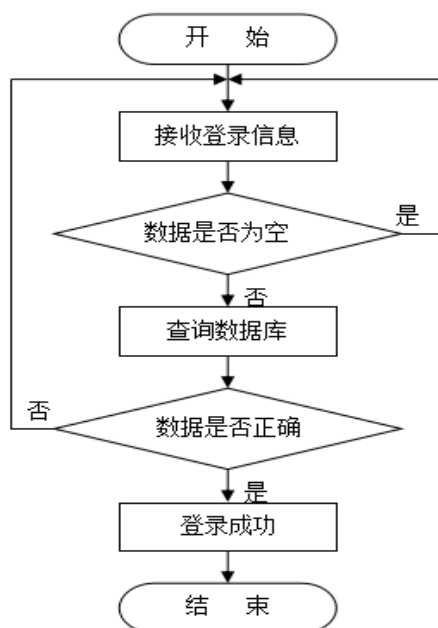 开 始
接收登录信息
数据是否为空
是
否
查询数据库
数据是否正确
否
是
登录成功
结 束